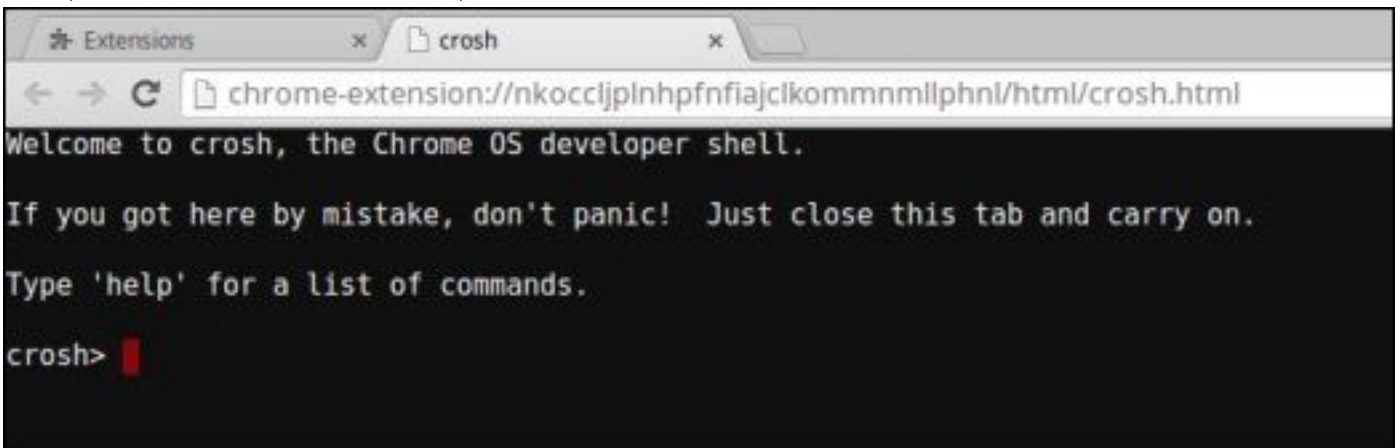 Extensions
crosh
chrome-extension://nkoccljplnhpfnfiajclkommnmllphnl/html/crosh.html
Welcome to crosh, the Chrome OS developer shell.
If you got here by mistake, don't panic!  Just close this tab and carry on.
Type 'help' for a list of commands.
crosh>